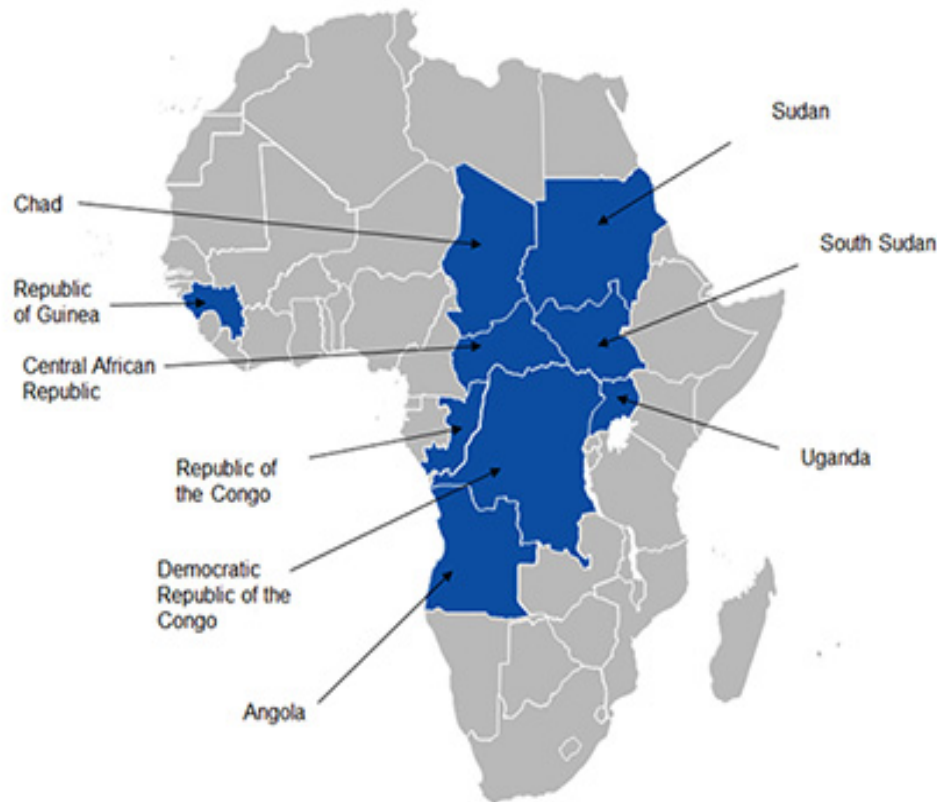 Sudan
Chad
South Sudan
Republic
of Guinea
Central African
Republic
Uganda
Republic of
the Congo
Democratic
Republic of the
Congo
Angola